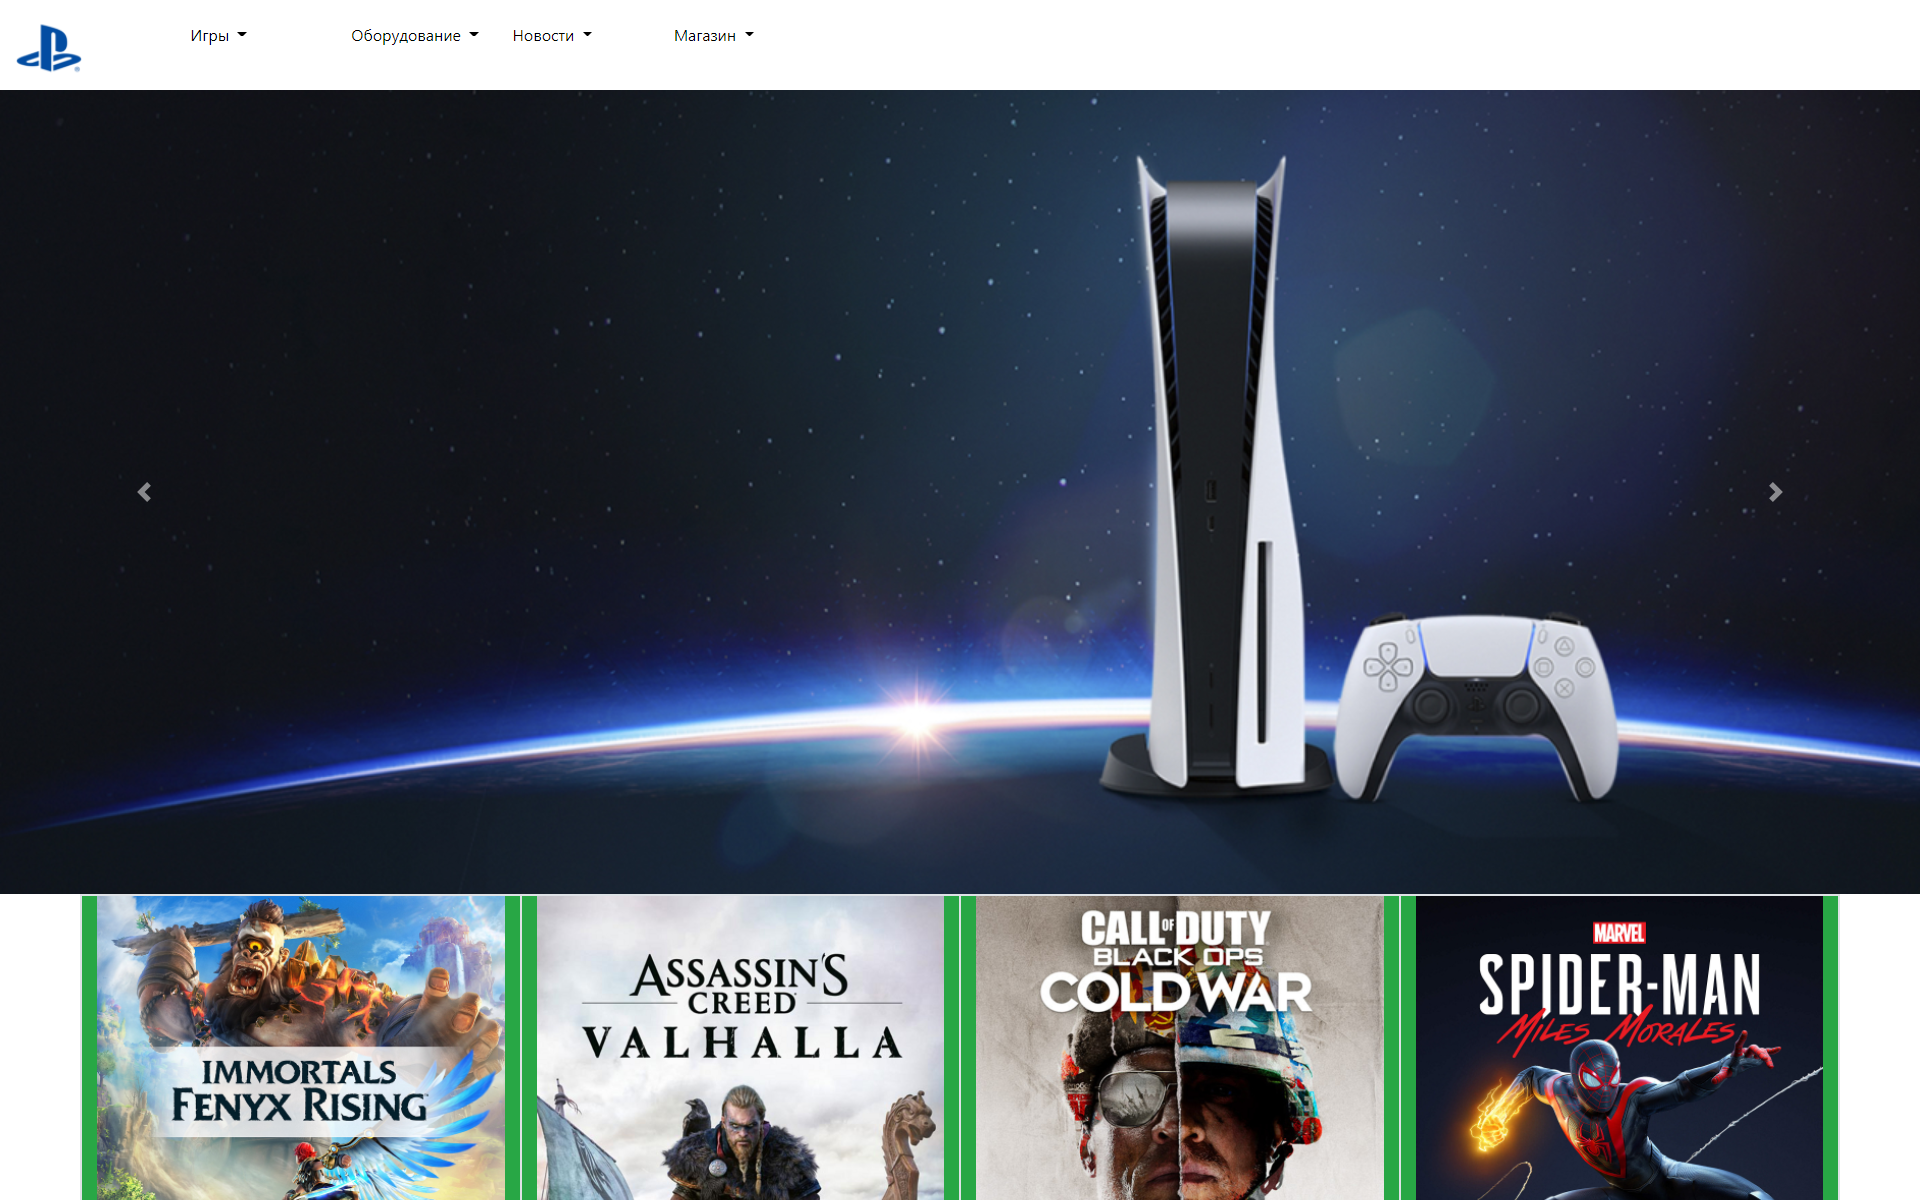 Игры
Оборудование
Новости
Магазин
IMMORTALS
FENYX RISING
ASSASSIN'S
CREED
VALHALLA
CALL OF DUTY
BLACK OPS
COLD WAR
MARVEL
SPIDER-MAN
MILES MORALES